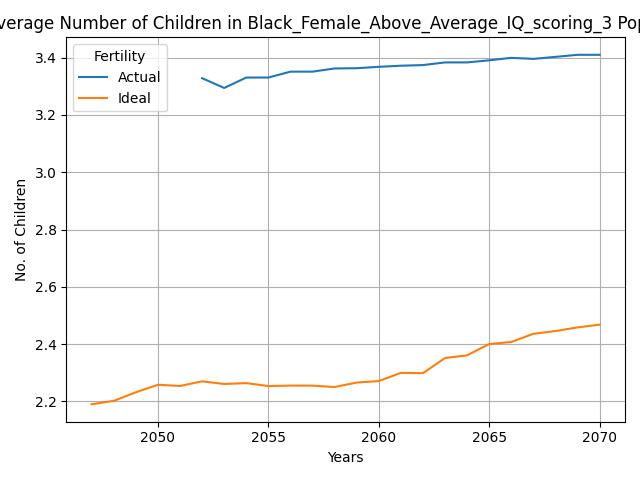 verage Number of Children in Black_Female_Above_Average_IQ_scoring_3 Pop
Fertility
Actual
Ideal
3.4
3.2
3.0
2.8
2.6
2.4
2.2
No. of Children
2050
2055
2060
2065
2070
Years